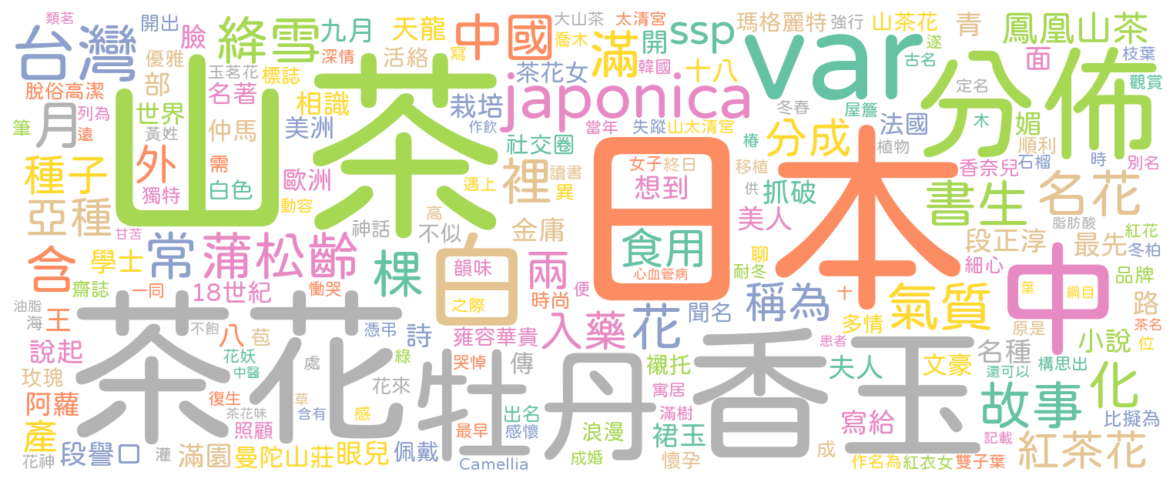 類茗 開出 大山茶 太清宮 瑪格麗特 強行 山茶花 青 鳳凰山茶
台灣 優雅 臉 絳雪 九月 天龍 中國 開 ssp 喬木 var 遂 古名 面 枝葉
部 玉茗花 標誌 深情 活絡 寫 滿 茶花女 韓國 十八 分佈 觀賞
脫俗高潔 山茶 japonica 定名
月 列為 世界 名著 相識 栽培 冬春 屋簷 木 媚
筆 遠 黃姓 仲馬 美洲 作飲 當年 失蹤 山太清宮 分成 法國 順利
種子 外 需 社交圈 日本 椿 植物 石榴 時 別名
獨特 白色 歐洲 遇上 裡 讀書 女子 終日 移植 香奈兒
亞種 動容 異 想到 供 抓破 書生 名花
甘苦 神話 高 不似 金庸 美人 脂肪酸 紅花
含 學士 常 蒲松齡 棵 白 兩 食用 聊 段正淳 最先 冬柏
齋誌 一同 18世紀 慟哭 韻味 時尚 便 心血管病 耐冬 細心 中 品牌
油脂 之際 稱為 十 氣質 葉 綱目
海 王 茶花 不飽 八 苞 憑弔 詩 雍容華貴 入藥 花 聞名 多情 原是 路 茶名
說起 花妖 中醫 處 綠 牡丹 香玉 患者 小說 位
玫瑰 花來 哭悼 傳 襯托 夫人 文豪 名種 構思出 還可以
阿蘿 復生 草 寓居 故事 化
產 茶花味 含有 感 出名 滿樹 寫給 比擬為
照顧 最早 感懷 浪漫 裙玉 記載
花神 段譽口 灌 滿園 曼陀山莊 眼兒 佩戴 成婚 懷孕 成 紅茶花
Camellia 作名為 紅衣女 雙子葉